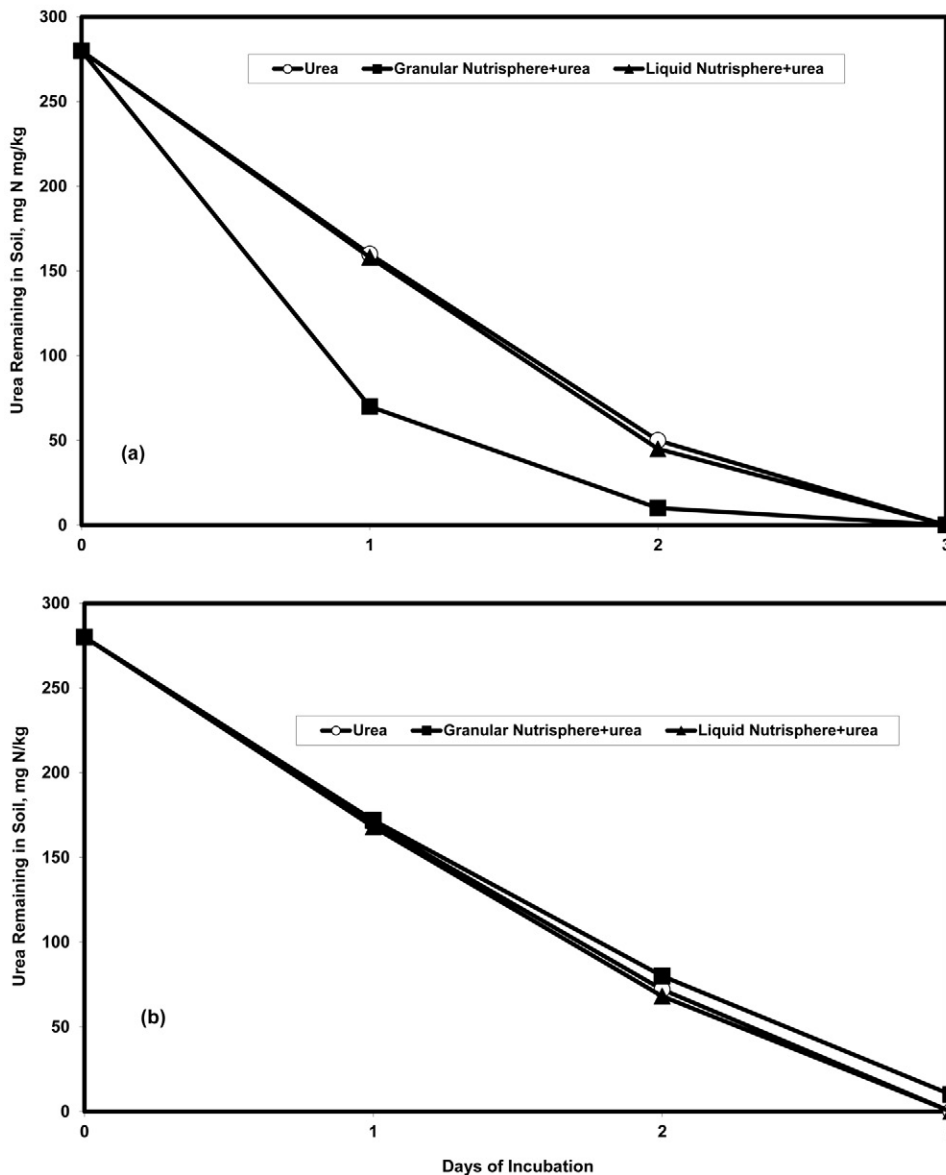 300
Urea
Granular Nutrisphere+urea
Liquid Nutrisphere+urea
250
200
150
100
50
0
Urea Remaining in Soil, mg N mg/kg
(a)
0
1
2
3
300
250
Urea
Granular Nutrisphere+urea
Liquid Nutrisphere+urea
200
150
100
50
0
Urea Remaining in Soil, mg N/kg
(b)
0
1
2
Days of Incubation